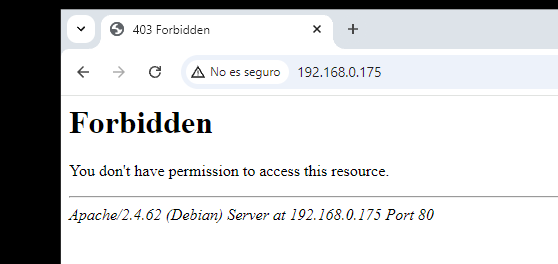 403 Forbidden
No es seguro 192.168.0.175
Forbidden
You don't have permission to access this resource.
Apache/2.4.62 (Debian) Server at 192.168.0.175 Port 80